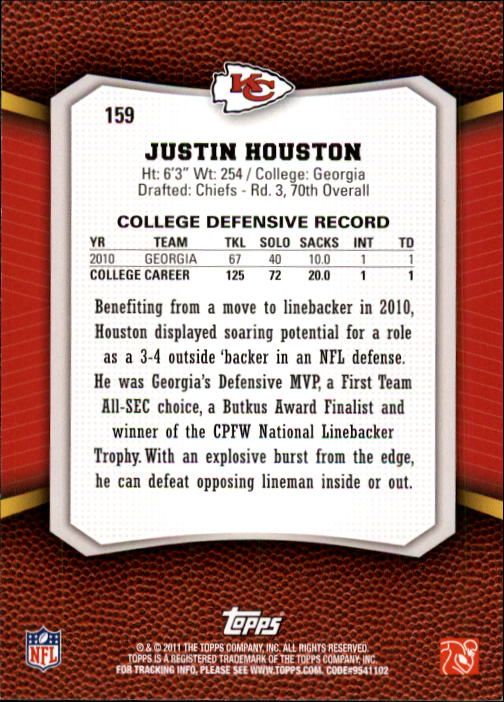 KC
159
JUSTIN HOUSTON
Ht: 6'3" Wt: 254 / College: Georgia
Drafted: Chiefs - Rd. 3, 70th Overall
COLLEGE DEFENSIVE RECORD
YR TEAM TKL SOLO SACKS INT TD
2010 GEORGIA 67 40 10.0 1 1
COLLEGE CAREER 125 72 20.0 1 1
Benefiting from a move to linebacker in 2010,
Houston displayed soaring potential for a role
as a 3-4 outside 'backer in an NFL defense.
He was Georgia's Defensive MVP, a First Team
All-SEC choice, a Butkus Award Finalist and
winner of the CPFW National Linebacker
Trophy. With an explosive burst from the edge,
he can defeat opposing lineman inside or out.
Topps
NFL
® & © 2011 THE TOPPS COMPANY, INC. ALL RIGHTS RESERVED.
TOPPS IS A REGISTERED TRADEMARK OF THE TOPPS COMPANY, INC.
FOR TRACKING INFO, PLEASE SEE WWW.TOPPS.COM. CODE#9541102